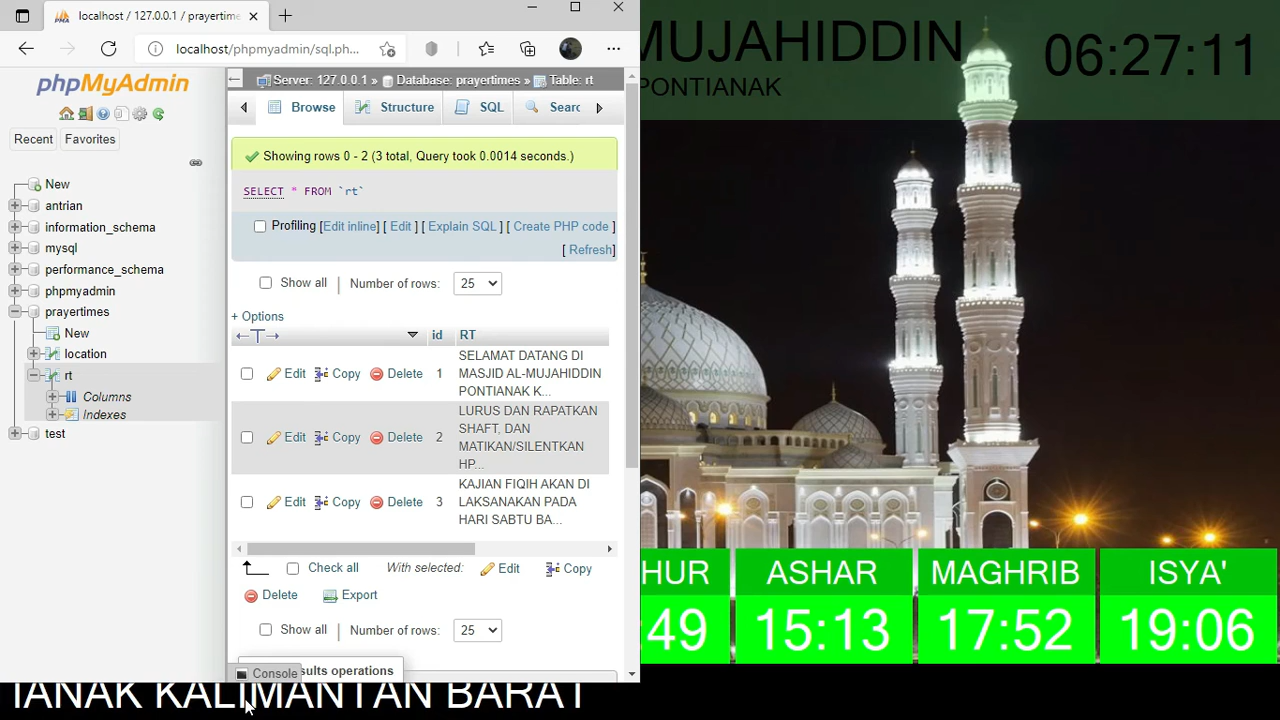 localhost / 127.0.0.1 / prayertime
localhost/phpmyadmin/sql.ph...
phpMyAdmin
Recent
Favorites
New
antrian
information_schema
mysql
performance_schema
phpmyadmin
prayertimes
New
location
rt
Columns
Indexes
test
Server: 127.0.0.1 » Database: prayertimes » Table: rt
Browse Structure SQL Searc
Showing rows 0 - 2 (3 total, Query took 0.0014 seconds.)
SELECT * FROM `rt`
Profiling [Edit inline] [ Edit ] [ Explain SQL ] [ Create PHP code ]
[ Refresh]
Show all Number of rows: 25
+ Options
id RT
Edit Copy Delete 1 SELAMAT DATANG DI
MASJID AL-MUJAHIDDIN
PONTIANAK K...
Edit Copy Delete 2 LURUS DAN RAPATKAN
SHAFT, DAN
MATIKAN/SILENTKAN
HP...
Edit Copy Delete 3 KAJIAN FIQIH AKAN DI
LAKSANAKAN PADA
HARI SABTU BA...
Check all With selected: Edit Copy
Delete Export
Show all Number of rows: 25
Console
sults operations
MUJAHIDDIN
PONTIANAK
06:27:11
HUR ASHAR MAGHRIB ISYA'
:49 15:13 17:52 19:06
IANAK KALIMANTAN BARAT